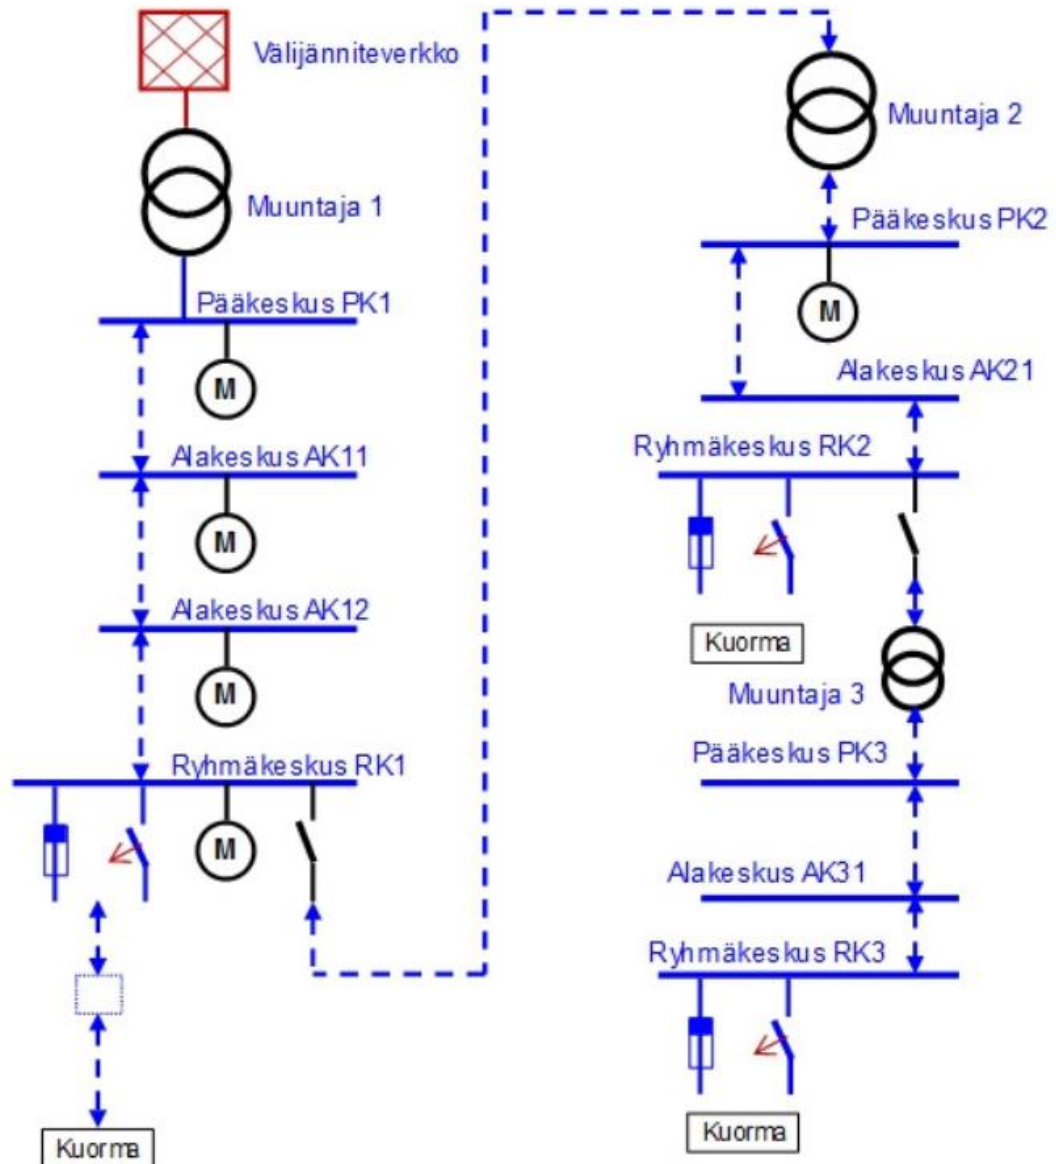 Välijänniteverkko
Muuntaja 1
Pääkeskus PK1
M
Alakeskus AK11
M
Alakeskus AK12
M
Ryhmäkeskus RK1
M
Kuorma
Muuntaja 2
Pääkeskus PK2
M
Alakeskus AK21
Ryhmäkeskus RK2
Kuorma
Muuntaja 3
Pääkeskus PK3
Alakeskus AK31
Ryhmäkeskus RK3
Kuorma